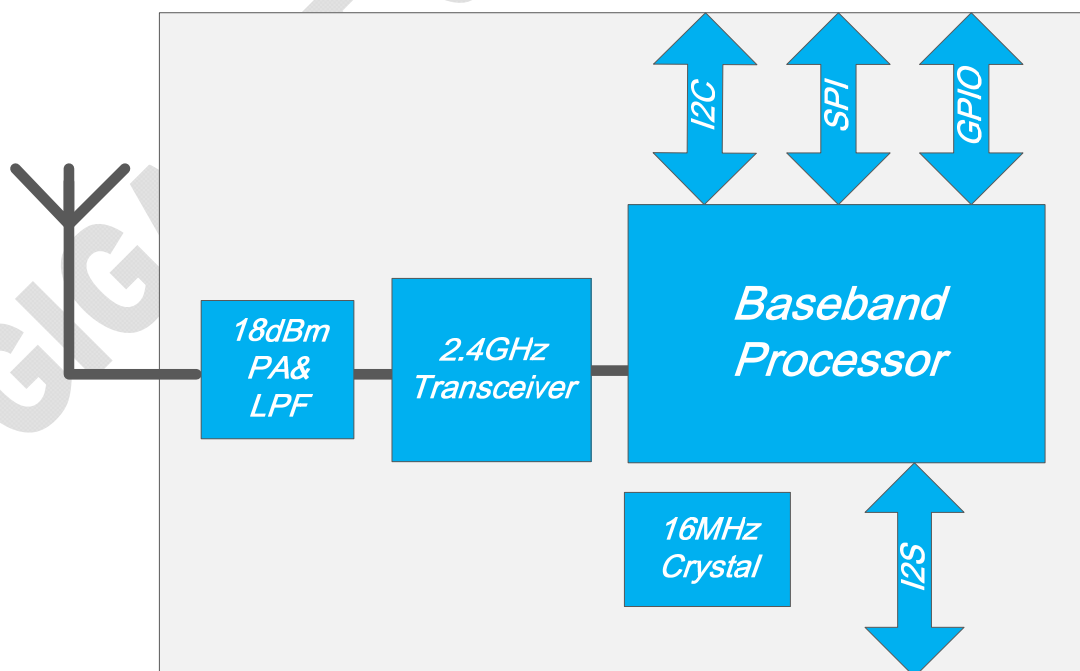 I2C
SPI
GPIO
Baseband
Processor
18dBm
PA&
LPF
2.4GHz
Transceiver
16MHz
Crystal
I2S